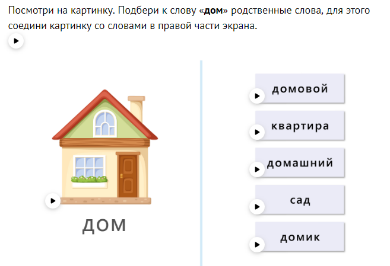 Посмотри на картинку. Подбери к слову «дом» родственные слова, для этого
соедини картинку со словами в правой части экрана.
домовой
квартира
домашний
сад
домик
ДОМ